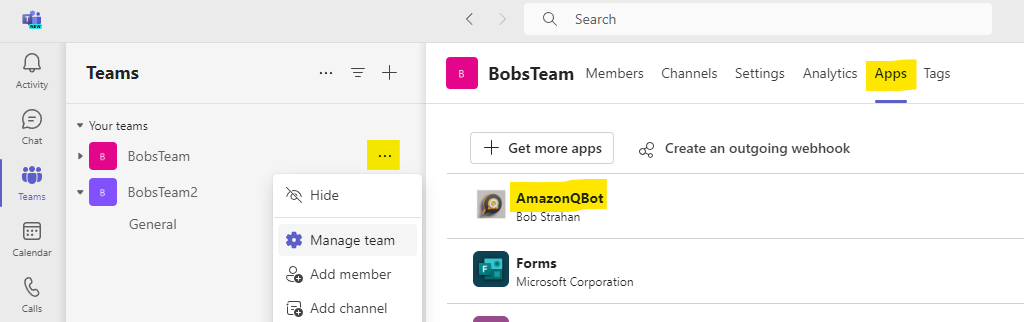 NEW
Search
Activity
Chat
Teams
Calendar
Calls
Teams
Your teams
B BobsTeam
B BobsTeam2
General
Hide
Manage team
Add member
Add channel
B BobsTeam Members Channels Settings Analytics Apps Tags
Get more apps Create an outgoing webhook
AmazonQBot
Bob Strahan
F Forms
Microsoft Corporation